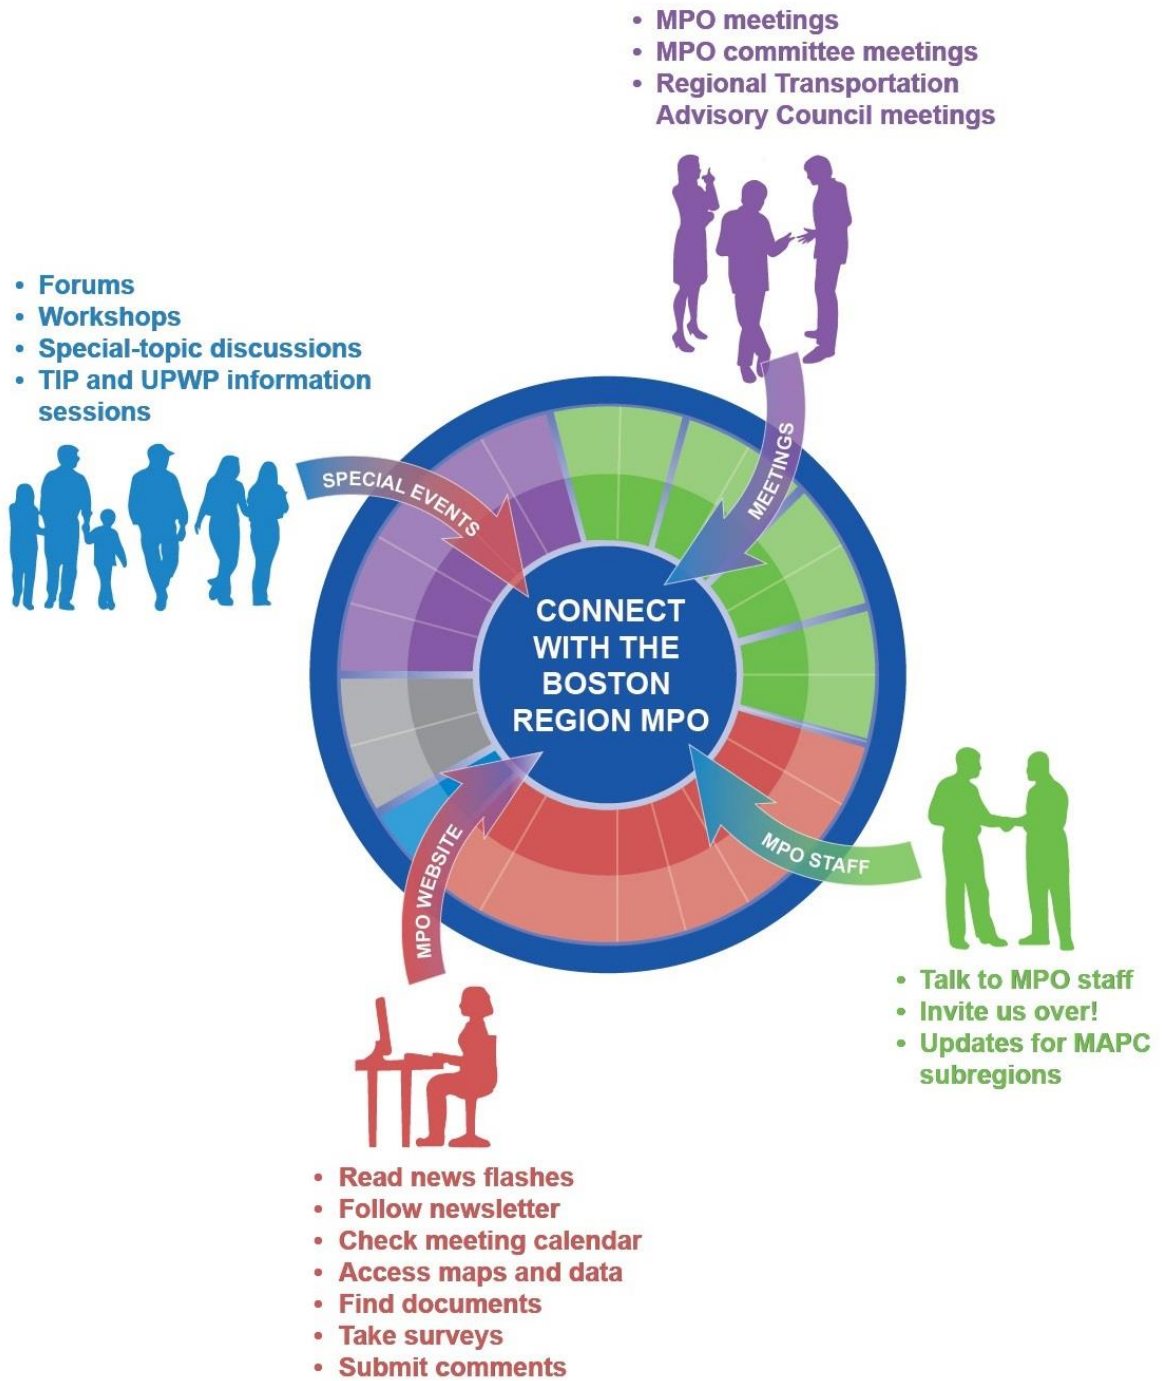 • MPO meetings
• MPO committee meetings
• Regional Transportation
Advisory Council meetings
• Forums
• Workshops
• Special-topic discussions
• TIP and UPWP information
sessions
SPECIAL EVENTS
MEETINGS
CONNECT
WITH THE
BOSTON
REGION MPO
MPO WEBSITE
MPO STAFF
• Talk to MPO staff
• Invite us over!
• Updates for MAPC
subregions
• Read news flashes
• Follow newsletter
• Check meeting calendar
• Access maps and data
• Find documents
• Take surveys
• Submit comments